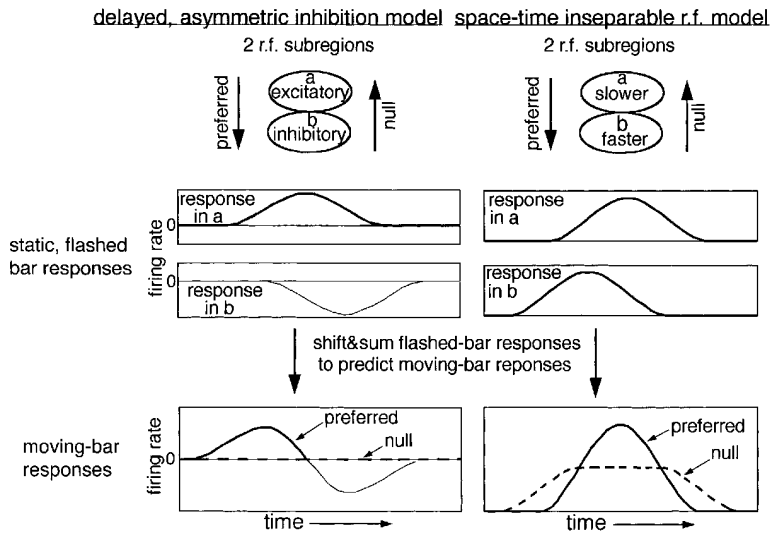 delayed, asymmetric inhibition model
2 r.f. subregions
preferred
a
excitatory
b
inhibitory
null
space-time inseparable r.f. model
2 r.f. subregions
preferred
a
slower
b
faster
null
static, flashed
bar responses
firing rate
0
response
in a
0
response
in b
response
in a
response
in b
shift&sum flashed-bar responses
to predict moving-bar reponses
moving-bar
responses
firing rate
0
preferred
null
time
preferred
null
time